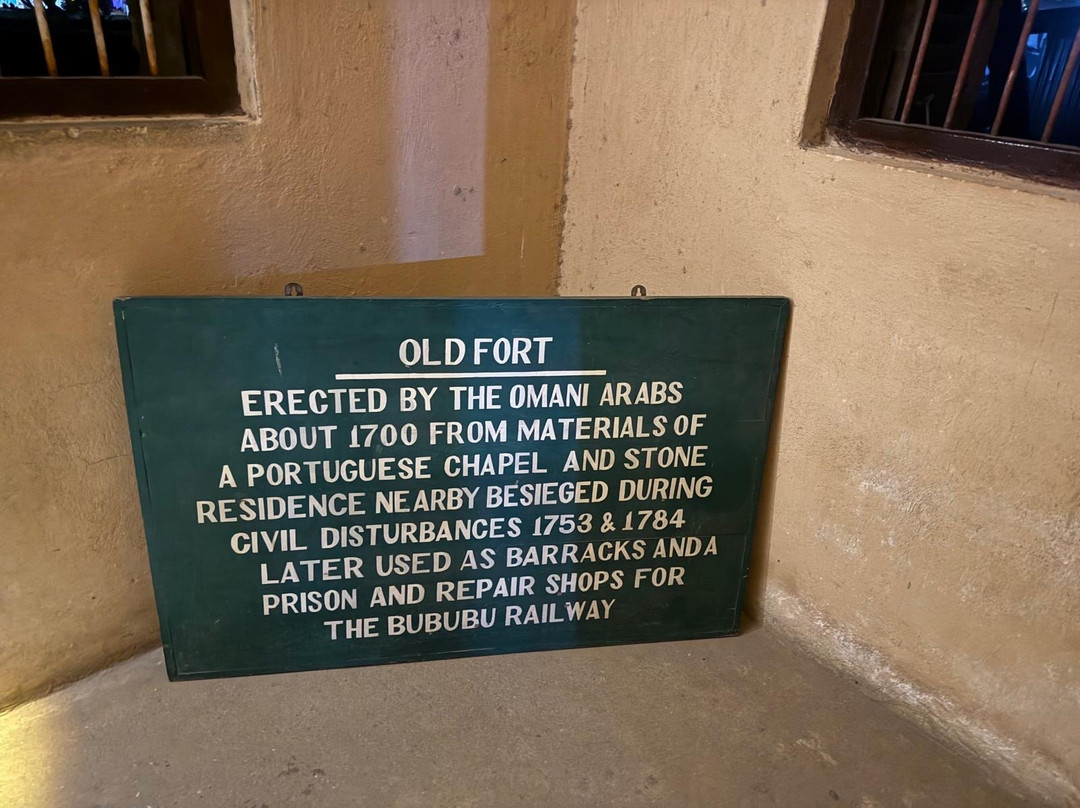 OLD FORT
ERECTED BY THE OMANI ARABS
ABOUT 1700 FROM MATERIALS OF
A PORTUGUESE CHAPEL AND STONE
RESIDENCE NEARBY BESIEGED DURING
CIVIL DISTURBANCES 1753 & 1784
LATER USED AS BARRACKS AND A
PRISON AND REPAIR SHOPS FOR
THE BUBUBU RAILWAY